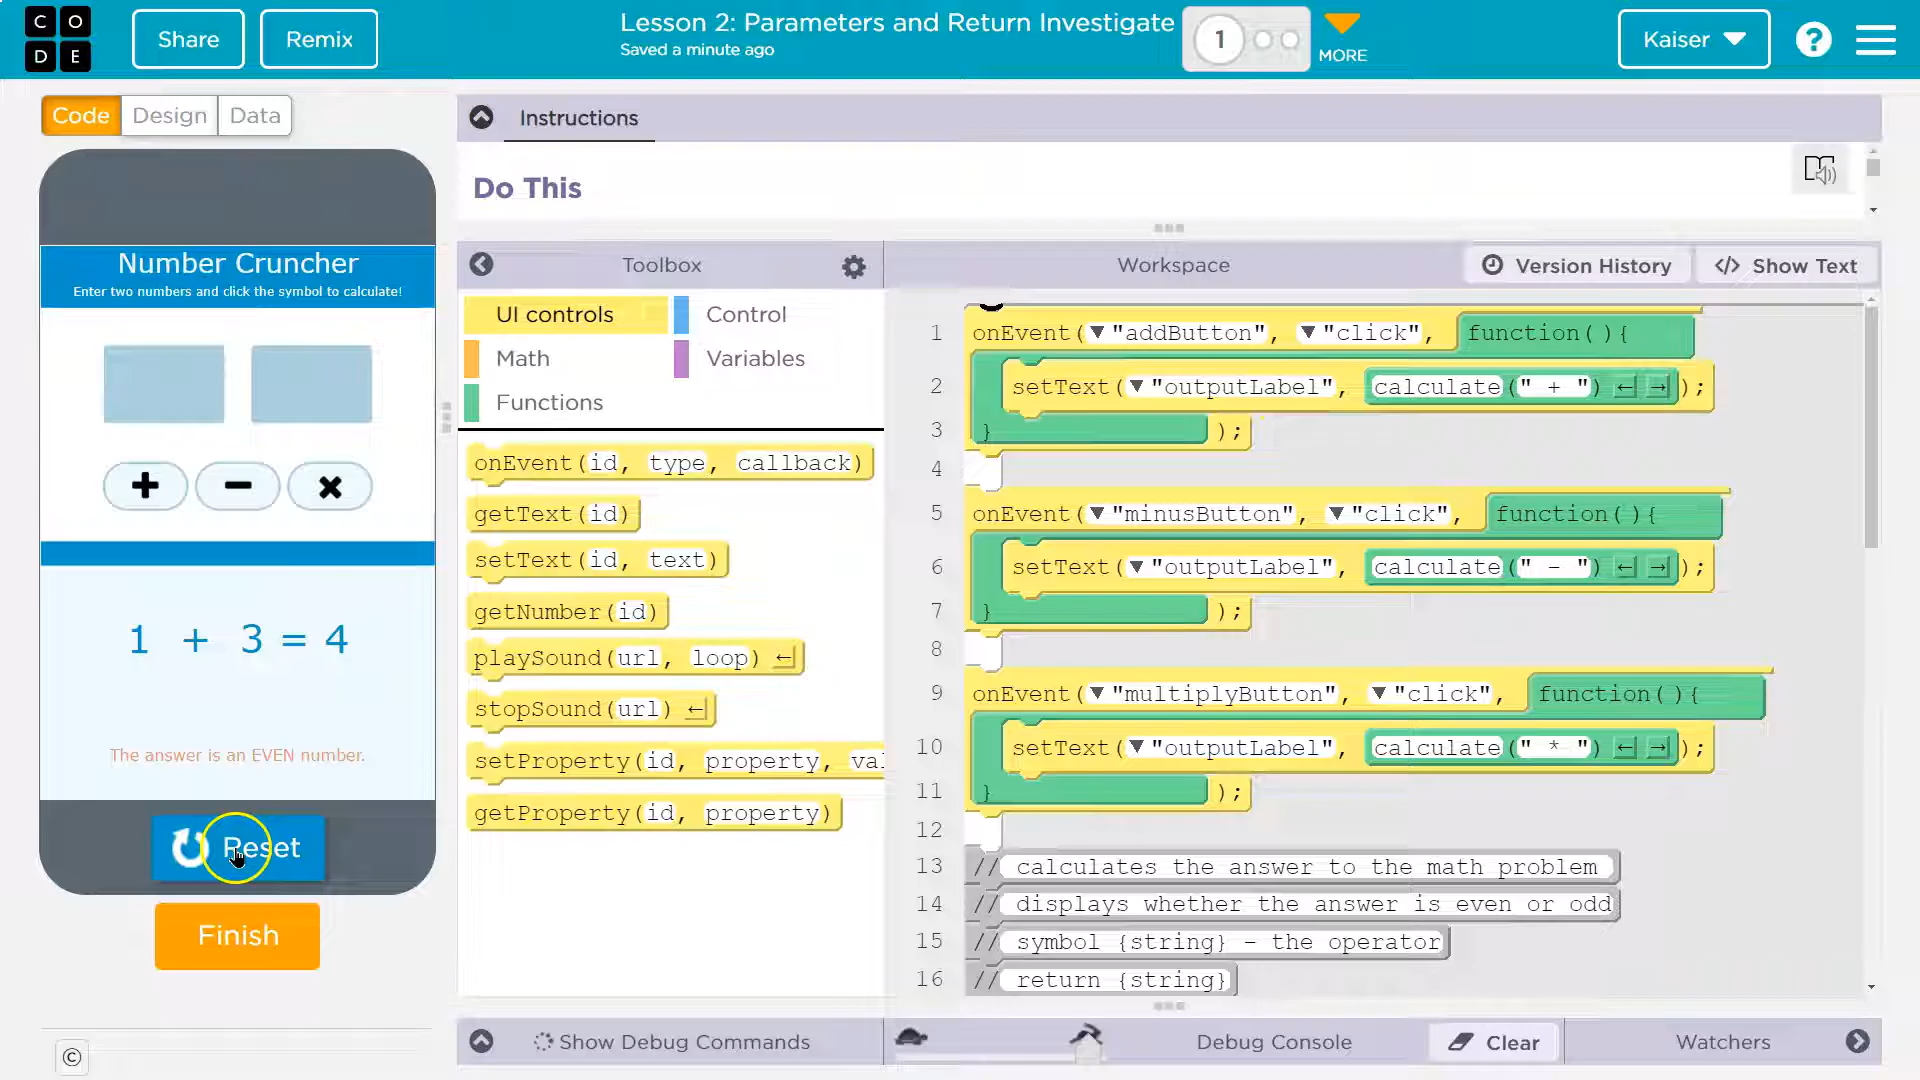 C O
D E
Share
Remix
Lesson 2: Parameters and Return Investigate
Saved a minute ago
1
MORE
Kaiser
?
Code
Design
Data
Number Cruncher
Enter two numbers and click the symbol to calculate!
1 + 3 = 4
The answer is an EVEN number.
Reset
Finish
©
Instructions
Do This
Toolbox
UI controls
Control
Math
Variables
Functions
onEvent(id, type, callback)
getText(id)
setText(id, text)
getNumber(id)
playSound(url, loop) ←
stopSound(url) ←
setProperty(id, property, val
getProperty(id, property)
Workspace
Version History
</> Show Text
1 onEvent(▼"addButton", ▼"click", function(){
2 setText(▼"outputLabel", calculate(" + ") ← →);
3 } );
4
5 onEvent(▼"minusButton", ▼"click", function(){
6 setText(▼"outputLabel", calculate(" - ") ← →);
7 } );
8
9 onEvent(▼"multiplyButton", ▼"click", function(){
10 setText(▼"outputLabel", calculate(" * ") ← →);
11 } );
12
13 // calculates the answer to the math problem
14 // displays whether the answer is even or odd
15 // symbol {string} - the operator
16 // return {string}
Show Debug Commands
Debug Console
Clear
Watchers